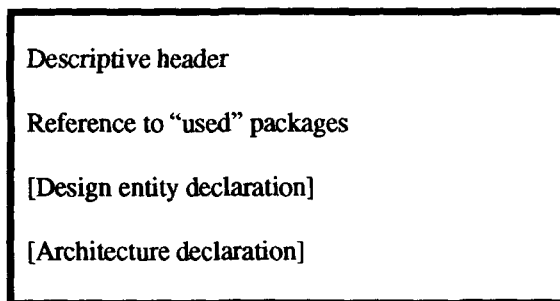 Descriptive header
Reference to “used” packages
[Design entity declaration]
[Architecture declaration]